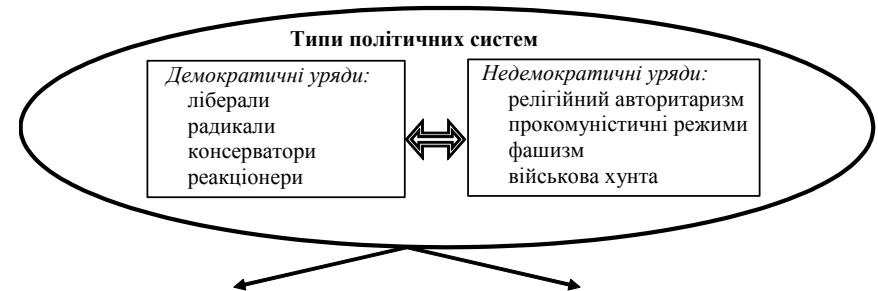 Типи політичних систем
Демократичні уряди:
ліберали
радикали
консерватори
реакціонери
Недемократичні уряди:
релігійний авторитаризм
прокомуністичні режими
фашизм
військова хунта